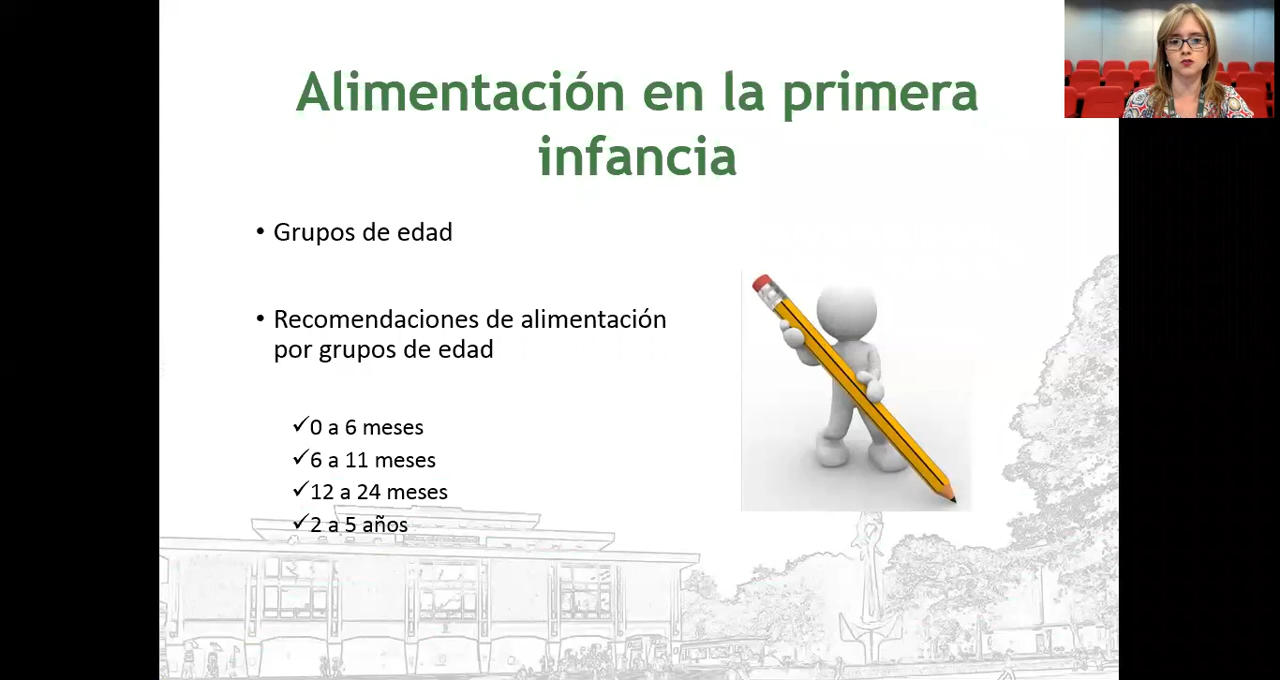 Alimentación en la primera
infancia
• Grupos de edad
• Recomendaciones de alimentación
por grupos de edad
✓0 a 6 meses
✓6 a 11 meses
✓12 a 24 meses
✓2 a 5 años